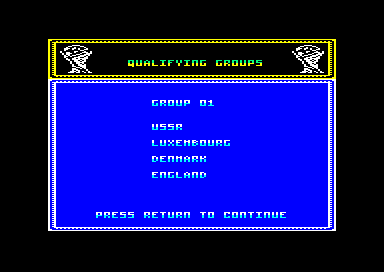 QUALIFYING GROUPS
GROUP 01
USSR
LUXEMBOURG
DENMARK
ENGLAND
PRESS RETURN TO CONTINUE